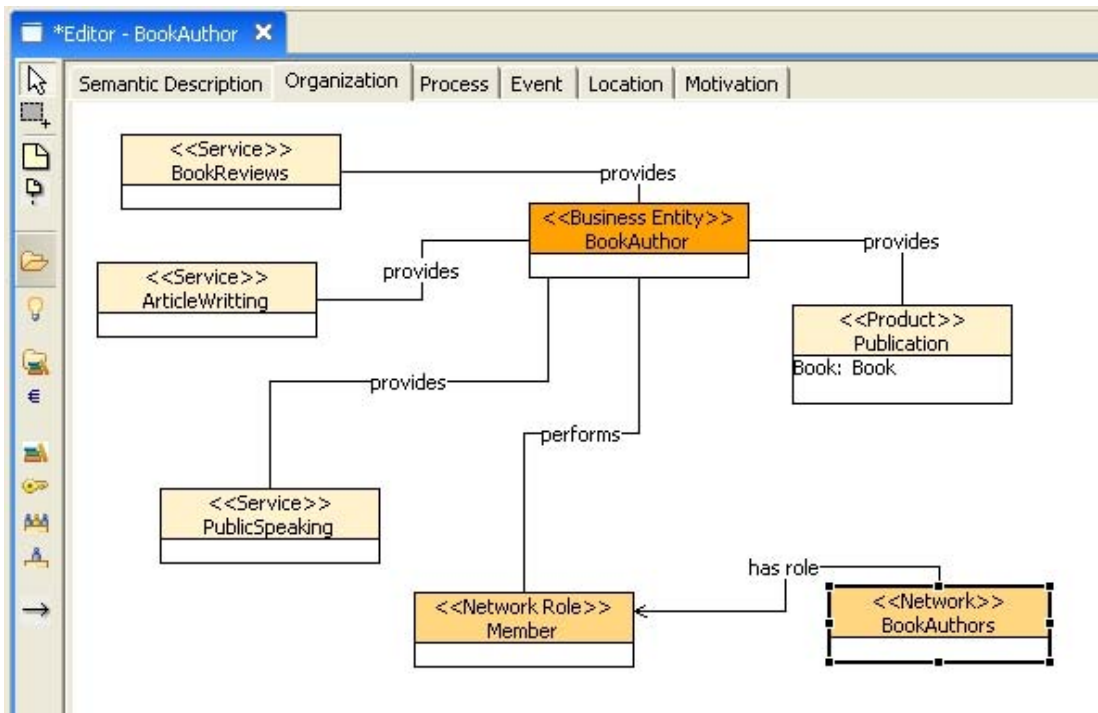 *Editor - BookAuthor
Semantic Description
Organization
Process
Event
Location
Motivation
<<Service>>
BookReviews
provides
<<Business Entity>>
BookAuthor
provides
provides
<<Service>>
ArticleWritting
<<Product>>
Publication
Book: Book
provides
performs
<<Service>>
PublicSpeaking
has role
<<Network Role>>
Member
<<Network>>
BookAuthors